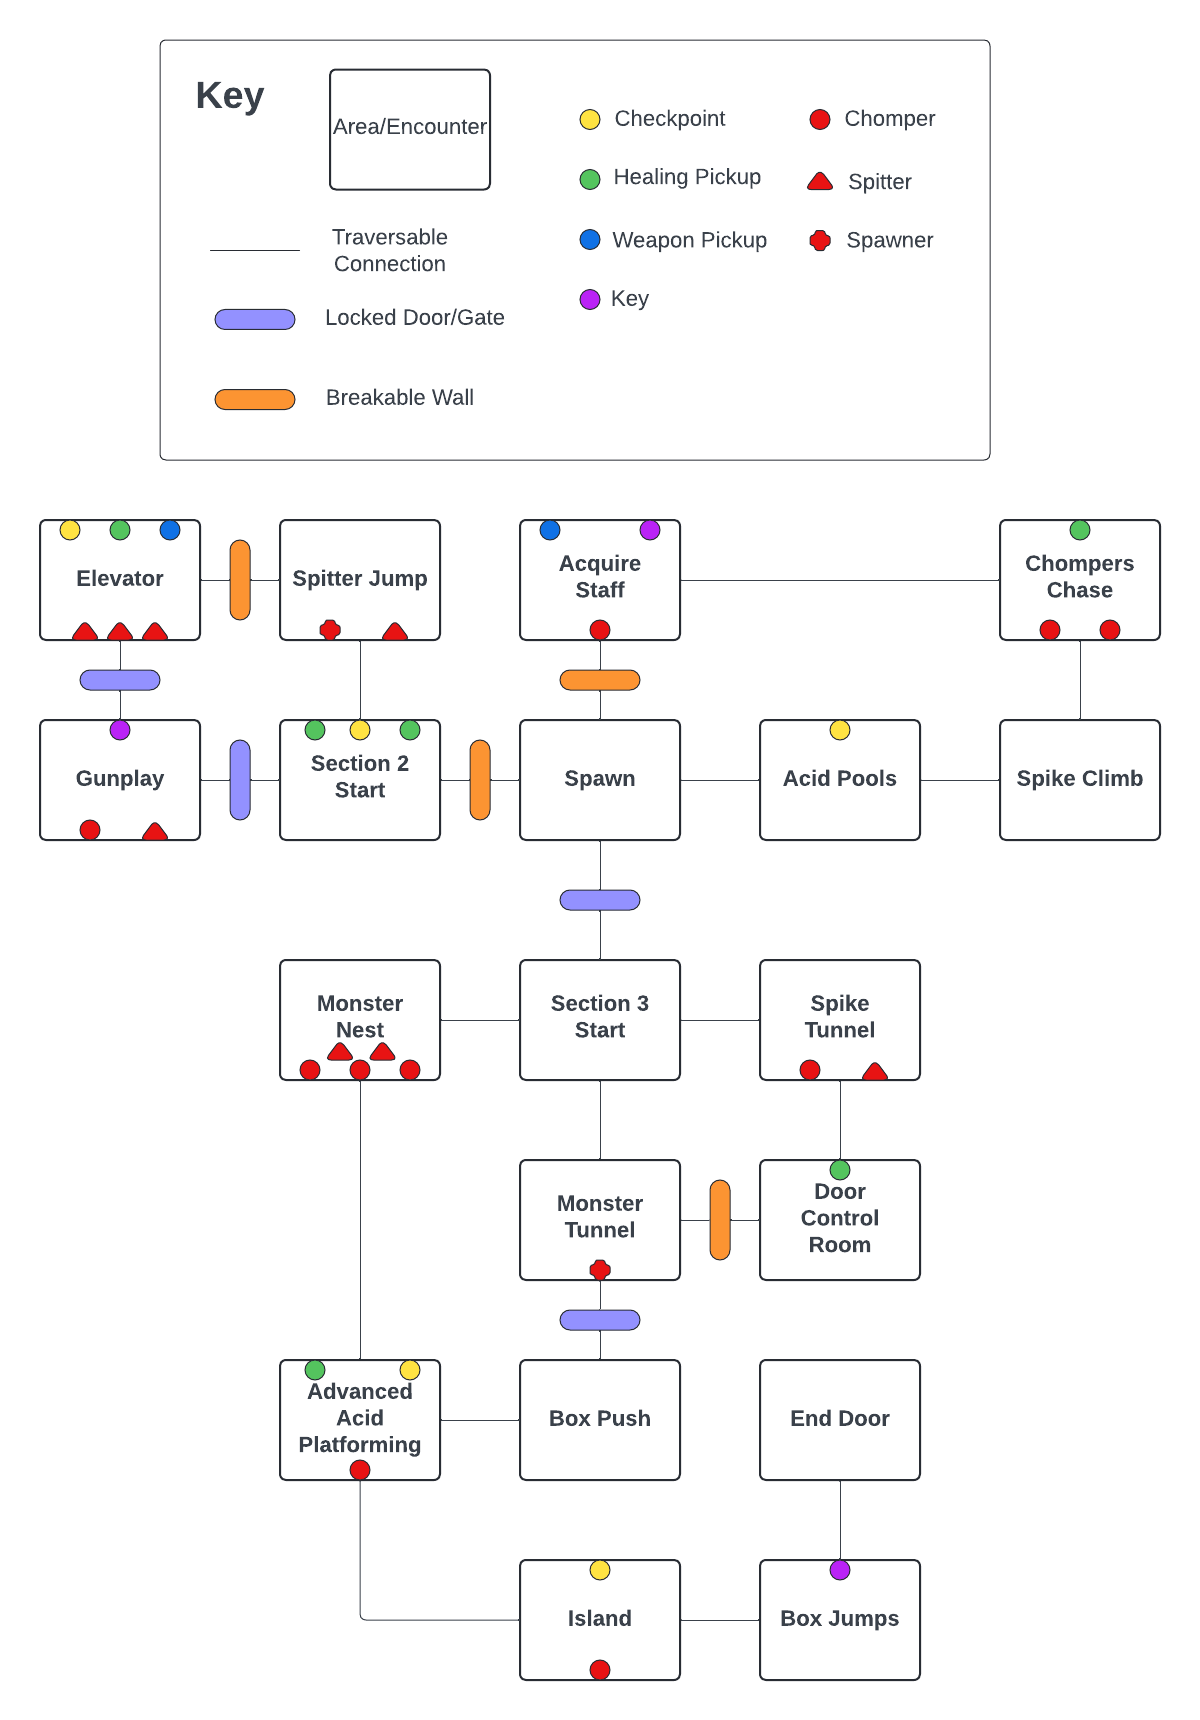 Key
Area/Encounter
Traversable
Connection
Locked Door/Gate
Breakable Wall
Checkpoint
Healing Pickup
Weapon Pickup
Key
Chomper
Spitter
Spawner
Elevator
Spitter Jump
Acquire
Staff
Chompers
Chase
Gunplay
Section 2
Start
Spawn
Acid Pools
Spike Climb
Monster
Nest
Section 3
Start
Spike
Tunnel
Monster
Tunnel
Door
Control
Room
Advanced
Acid
Platforming
Box Push
End Door
Island
Box Jumps